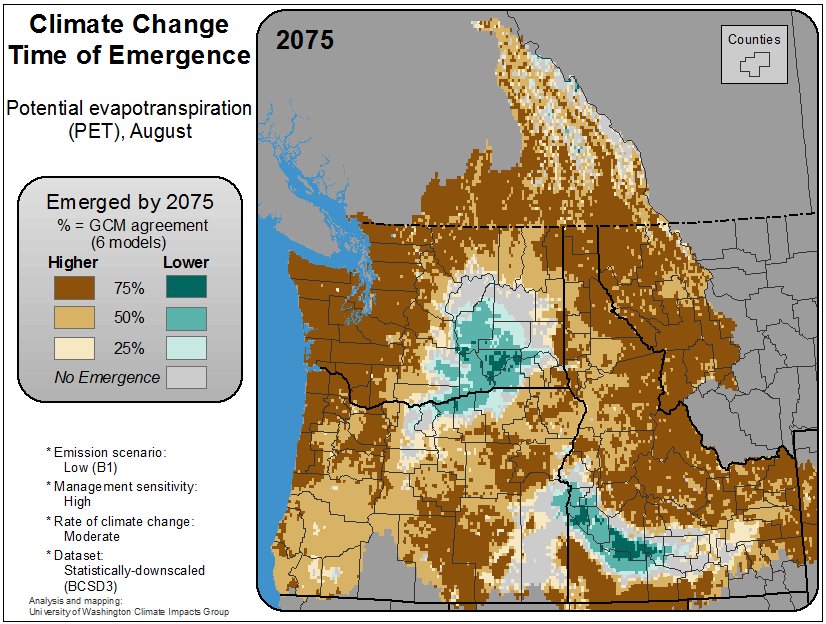 Climate Change
Time of Emergence
Potential evapotranspiration
(PET), August
Emerged by 2075
% = GCM agreement
(6 models)
Higher Lower
75%
50%
25%
No Emergence
* Emission scenario:
Low (B1)
* Management sensitivity:
High
* Rate of climate change:
Moderate
* Dataset:
Statistically-downscaled
(BCSD3)
Analysis and mapping:
University of Washington Climate Impacts Group
2075
Counties